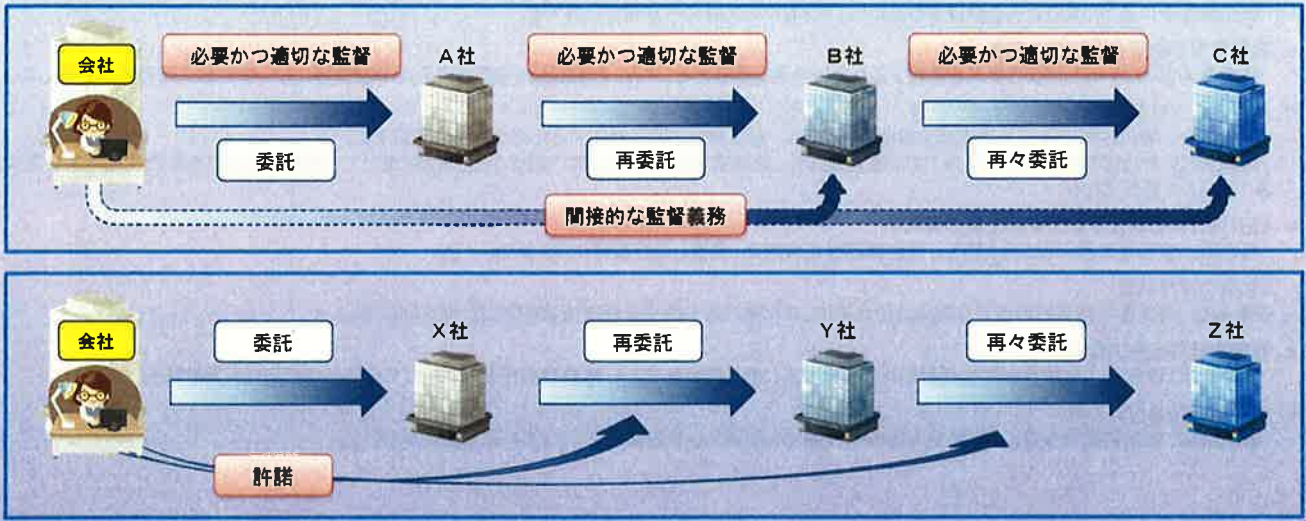 会社
必要かつ適切な監督
A社
必要かつ適切な監督
B社
必要かつ適切な監督
C社
委託
再委託
再々委託
間接的な監督義務
会社
委託
X社
再委託
Y社
再々委託
Z社
許諾